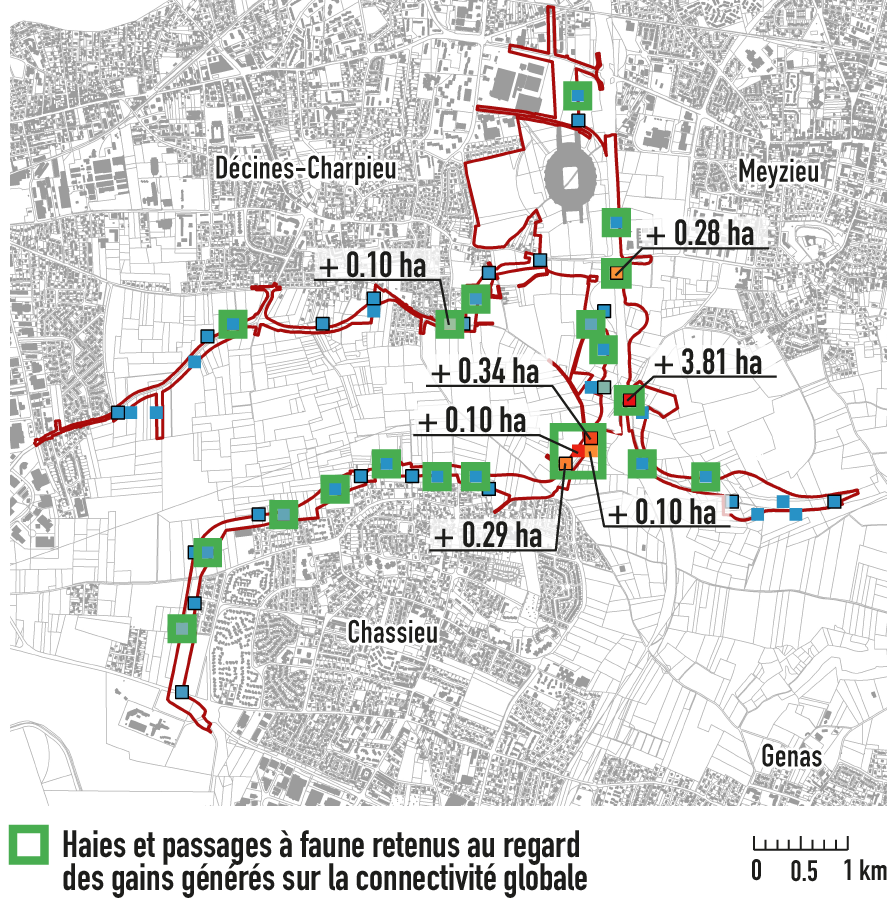 Décines-Charpieu
Meyzieu
+ 0.28 ha
+ 0.10 ha
+ 0.34 ha
+ 3.81 ha
+ 0.10 ha
+ 0.29 ha
+ 0.10 ha
Chassieu
Genas
Haies et passages à faune retenus au regard
des gains générés sur la connectivité globale
0 0.5 1 km